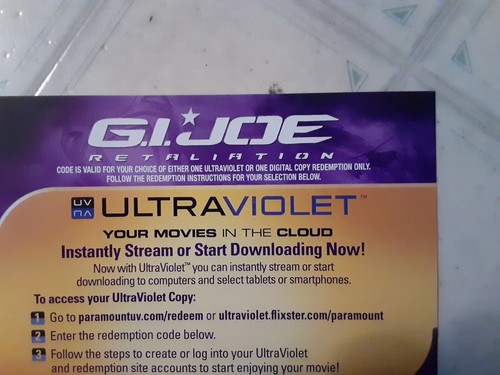 G.I. JOE
RETALIATION
CODE IS VALID FOR YOUR CHOICE OF EITHER ONE ULTRAVIOLET OR ONE DIGITAL COPY REDEMPTION ONLY.
FOLLOW THE REDEMPTION INSTRUCTIONS FOR YOUR SELECTION BELOW.
UV ULTRAVIOLET™
YOUR MOVIES IN THE CLOUD
Instantly Stream or Start Downloading Now!
Now with UltraViolet™ you can instantly stream or start
downloading to computers and select tablets or smartphones.
To access your UltraViolet Copy:
1 Go to paramountuv.com/redeem or ultraviolet.flixster.com/paramount
2 Enter the redemption code below.
3 Follow the steps to create or log into your UltraViolet
and redemption site accounts to start enjoying your movie!